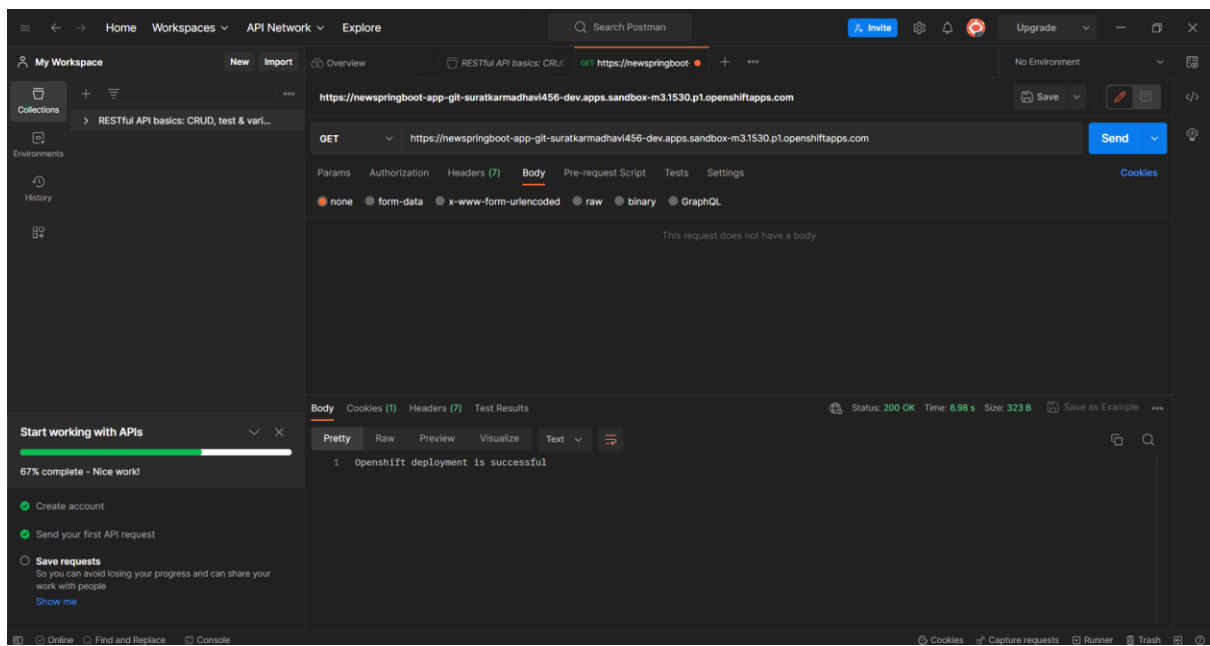 Home Workspaces API Network Explore Search Postman Invite Upgrade
My Workspace New Import Overview RESTful API basics: CRUD GET https://newspringboot- No Environment
Collections
Environments
History
RESTful API basics: CRUD, test & vari...
https://newspringboot-app-git-suratkarmadhavi456-dev.apps.sandbox-m3.1530.p1.openshiftapps.com Save
GET https://newspringboot-app-git-suratkarmadhavi456-dev.apps.sandbox-m3.1530.p1.openshiftapps.com Send
Params Authorization Headers (7) Body Pre-request Script Tests Settings Cookies
none form-data x-www-form-urlencoded raw binary GraphQL
This request does not have a body
Body Cookies (1) Headers (7) Test Results Status: 200 OK Time: 8.98 s Size: 323 B Save as Example
Pretty Raw Preview Visualize Text
1 Openshift deployment is successful
Start working with APIs
67% complete - Nice work!
Create account
Send your first API request
Save requests
So you can avoid losing your progress and can share your
work with people
Show me
Online Find and Replace Console Cookies Capture requests Runner Trash